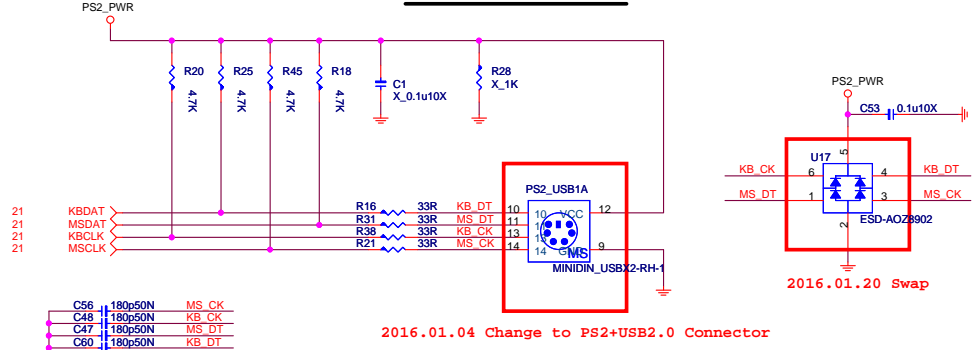 PS2_PWR
R20
4.7K
R25
4.7K
R45
4.7K
R18
4.7K
C1
X_0.1u10X
R28
X_1K
PS2_PWR
C53 0.1u10X
U17
5
KB_CK 6 4 KB_DT
MS_DT 1 3 MS_CK
2
ESD-AOZ8902
2016.01.20 Swap
PS2_USB1A
21 KBDAT R16 33R KB_DT 10 10 VCC 12
21 MSDAT R31 33R MS_DT 11
21 KBCLK R38 33R KB_CK 13
21 MSCLK R21 33R MS_CK 14 14 GND 9
MS
MINIDIN_USBX2-RH-1
2016.01.04 Change to PS2+USB2.0 Connector
C56 180p50N MS_CK
C48 180p50N KB_CK
C47 180p50N MS_DT
C60 180p50N KB_DT